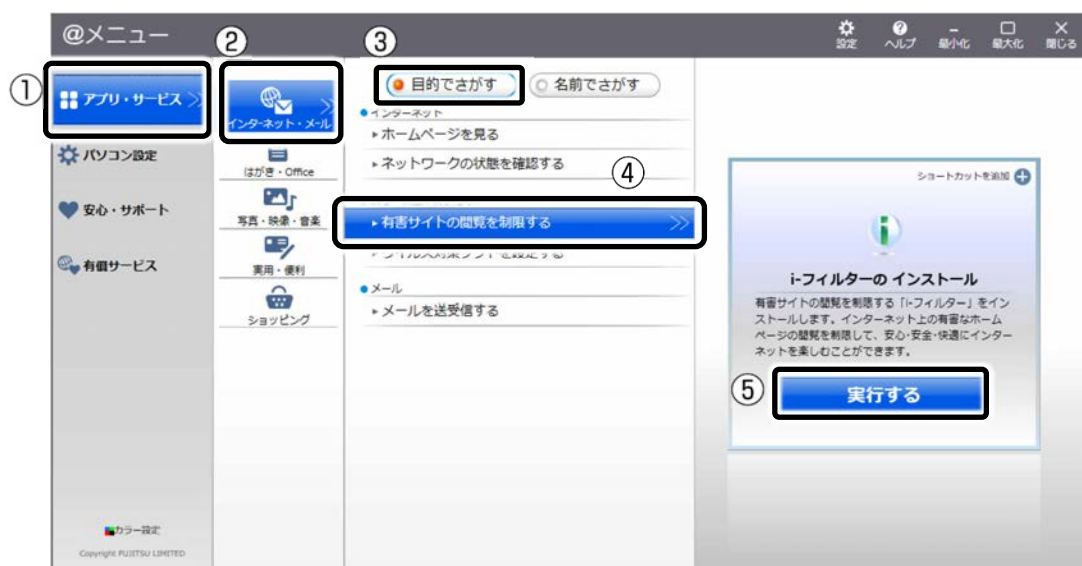 @メニュー
設定
ヘルプ
最小化
最大化
閉じる
①
②
③
④
⑤
アプリ・サービス
パソコン設定
安心・サポート
有償サービス
カラー設定
Copyright FUJITSU LIMITED
インターネット・メール
はがき・Office
写真・映像・音楽
実用・便利
ショッピング
目的でさがす
名前でさがす
インターネット
ホームページを見る
ネットワークの状態を確認する
有害サイトの閲覧を制限する
メール
メールを送受信する
ショートカットを追加
i-フィルターの インストール
有害サイトの閲覧を制限する「i-フィルター」をイン
ストールします。インターネット上の有害なホーム
ページの閲覧を制限して、安心・安全・快適にインター
ネットを楽しむことができます。
実行する